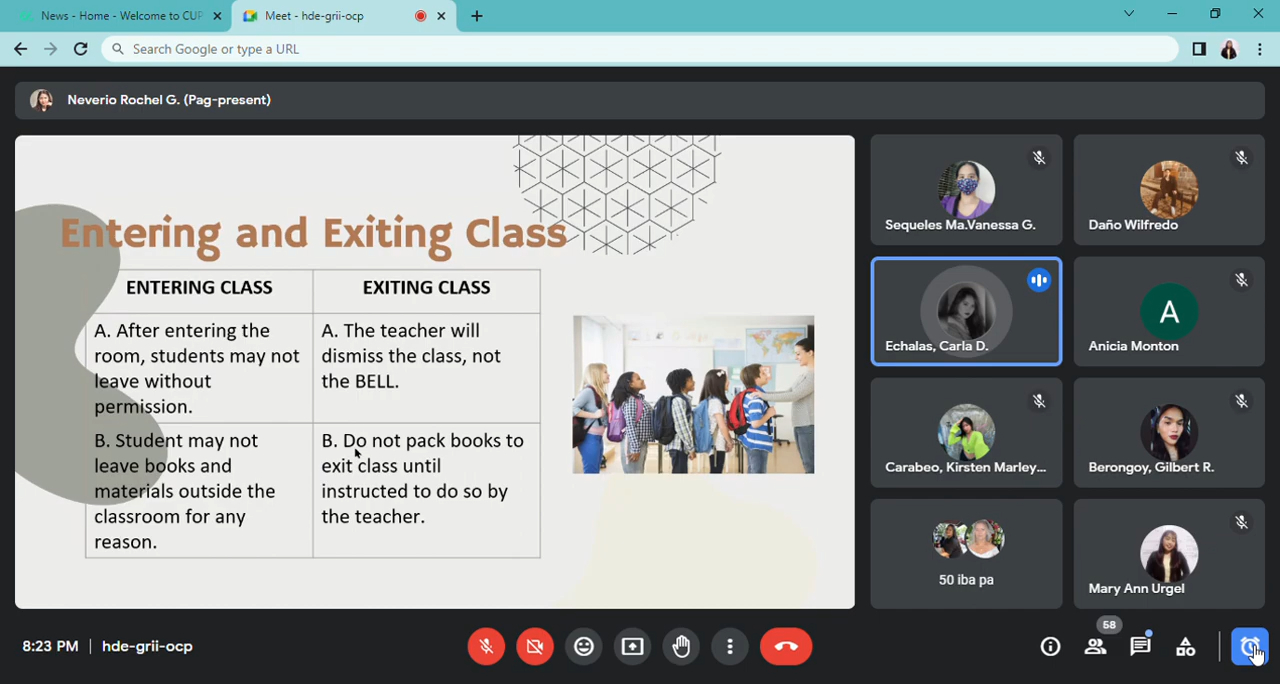 News - Home - Welcome to CUP
Meet - hde-grii-ocp
Search Google or type a URL
Neverio Rochel G. (Pag-present)
Entering and Exiting Class
ENTERING CLASS
EXITING CLASS
A. After entering the
room, students may not
leave without
permission.
A. The teacher will
dismiss the class, not
the BELL.
B. Student may not
leave books and
materials outside the
classroom for any
reason.
B. Do not pack books to
exit class until
instructed to do so by
the teacher.
Sequeles Ma.Vanessa G.
Daño Wilfredo
Echalas, Carla D.
A
Anicia Monton
Carabeo, Kirsten Marley...
Berongoy, Gilbert R.
50 iba pa
Mary Ann Urgel
8:23 PM | hde-grii-ocp
58